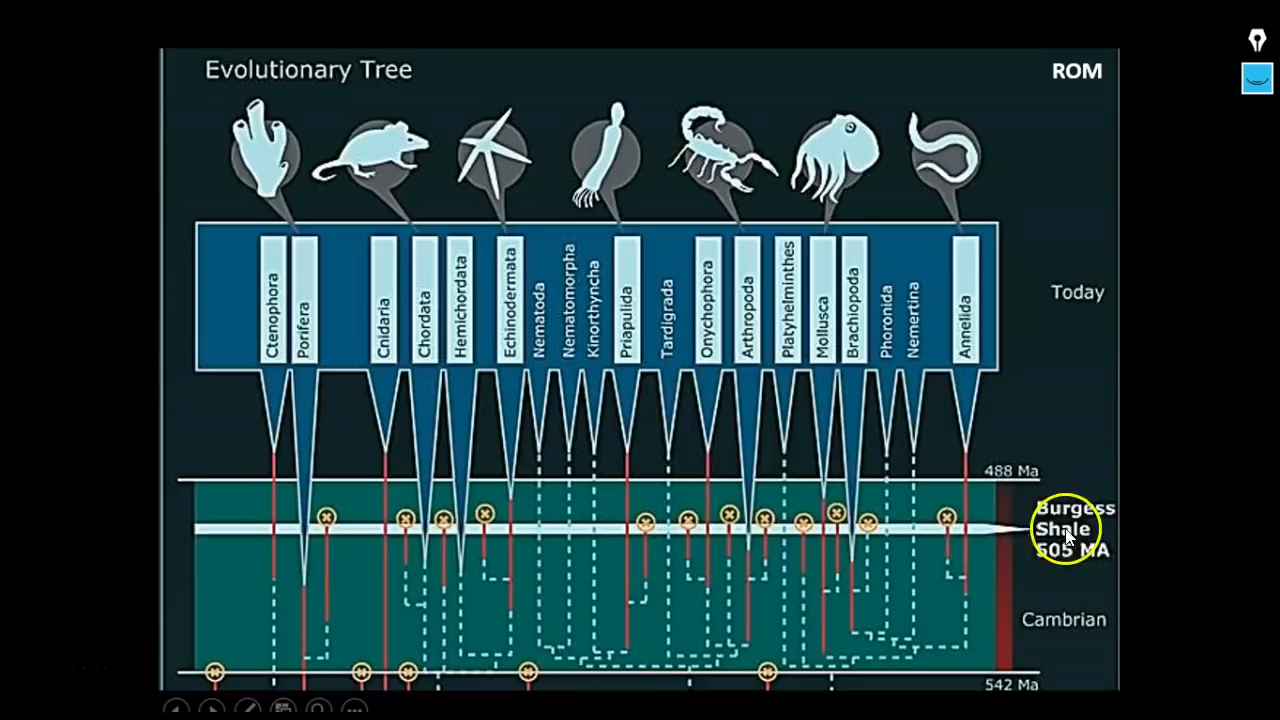 Evolutionary Tree
ROM
Ctenophora
Porifera
Cnidaria
Chordata
Hemichordata
Echinodermata
Nematoda
Nematomorpha
Kinorhyncha
Priapulida
Tardigrada
Onychophora
Arthropoda
Platyhelminthes
Mollusca
Brachiopoda
Phoronida
Nemertina
Annelida
Today
488 Ma
Burgess
Shale
505 MA
Cambrian
542 Ma